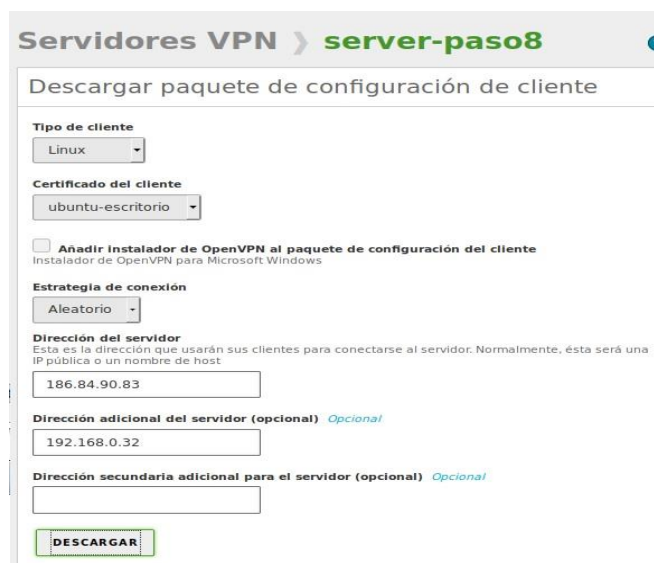 Servidores VPN ❯ server-paso8
Descargar paquete de configuración de cliente
Tipo de cliente
Linux
Certificado del cliente
ubuntu-escritorio
Añadir instalador de OpenVPN al paquete de configuración del cliente
Instalador de OpenVPN para Microsoft Windows
Estrategia de conexión
Aleatorio
Dirección del servidor
Esta es la dirección que usarán sus clientes para conectarse al servidor. Normalmente, ésta será una
IP pública o un nombre de host
186.84.90.83
Dirección adicional del servidor (opcional) Opcional
192.168.0.32
Dirección secundaria adicional para el servidor (opcional) Opcional
DESCARGAR